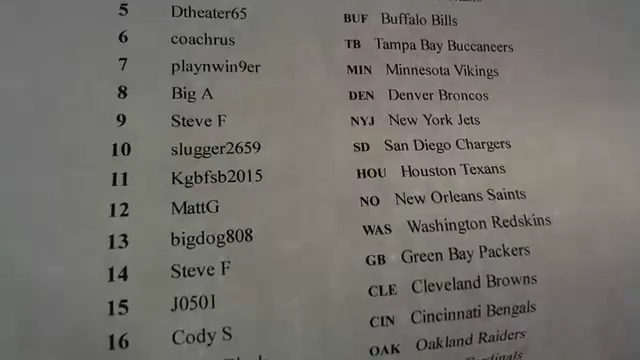 5 Dtheater65 BUF Buffalo Bills
6 coachrus TB Tampa Bay Buccaneers
7 playnwin9er MIN Minnesota Vikings
8 Big A DEN Denver Broncos
9 Steve F NYJ New York Jets
10 slugger2659 SD San Diego Chargers
11 Kgbfsb2015 HOU Houston Texans
12 MattG NO New Orleans Saints
13 bigdog808 WAS Washington Redskins
14 Steve F GB Green Bay Packers
15 J0501 CLE Cleveland Browns
16 Cody S CIN Cincinnati Bengals
OAK Oakland Raiders